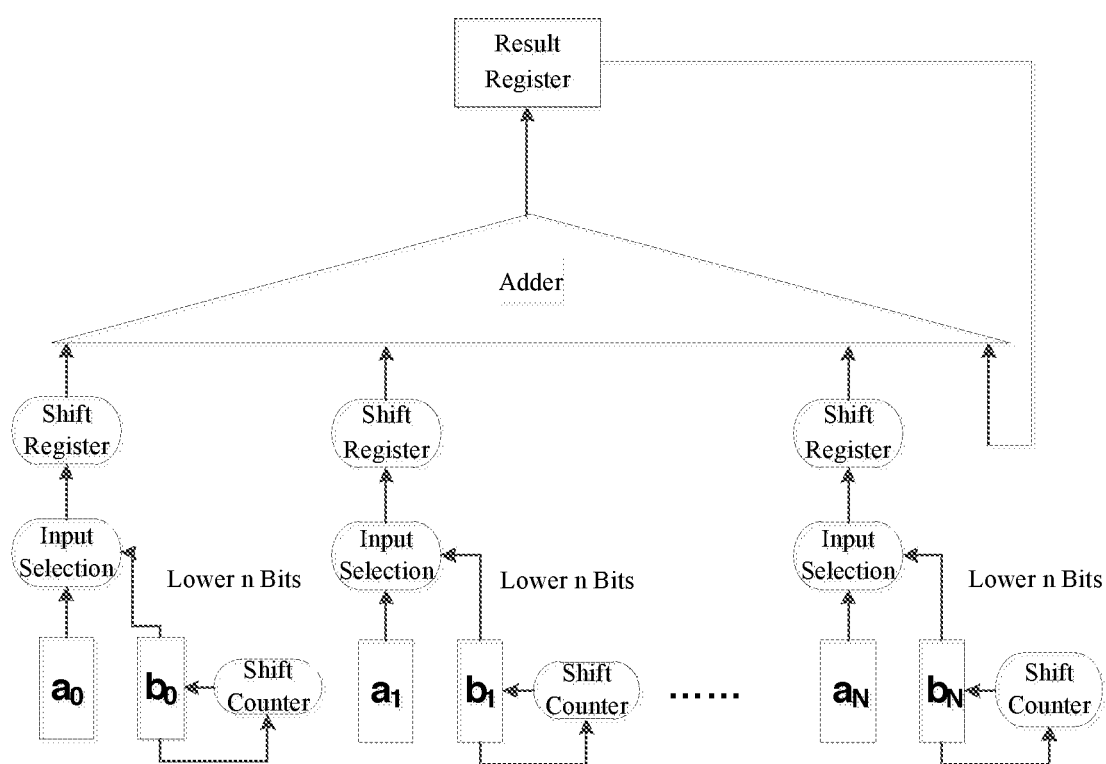 Result
Register
Adder
Shift
Register
Shift
Register
Shift
Register
Input
Selection
Lower n Bits
Input
Selection
Lower n Bits
Input
Selection
Lower n Bits
a0
b0
Shift
Counter
a1
b1
Shift
Counter
......
aN
bN
Shift
Counter